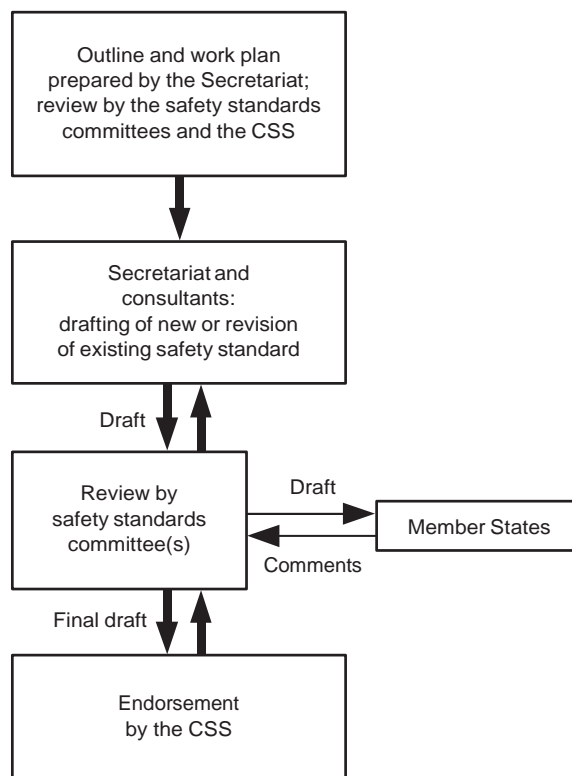 Outline and work plan
prepared by the Secretariat;
review by the safety standards
committees and the CSS
Secretariat and
consultants:
drafting of new or revision
of existing safety standard
Draft
Review by
safety standards
committee(s)
Draft
Member States
Comments
Final draft
Endorsement
by the CSS